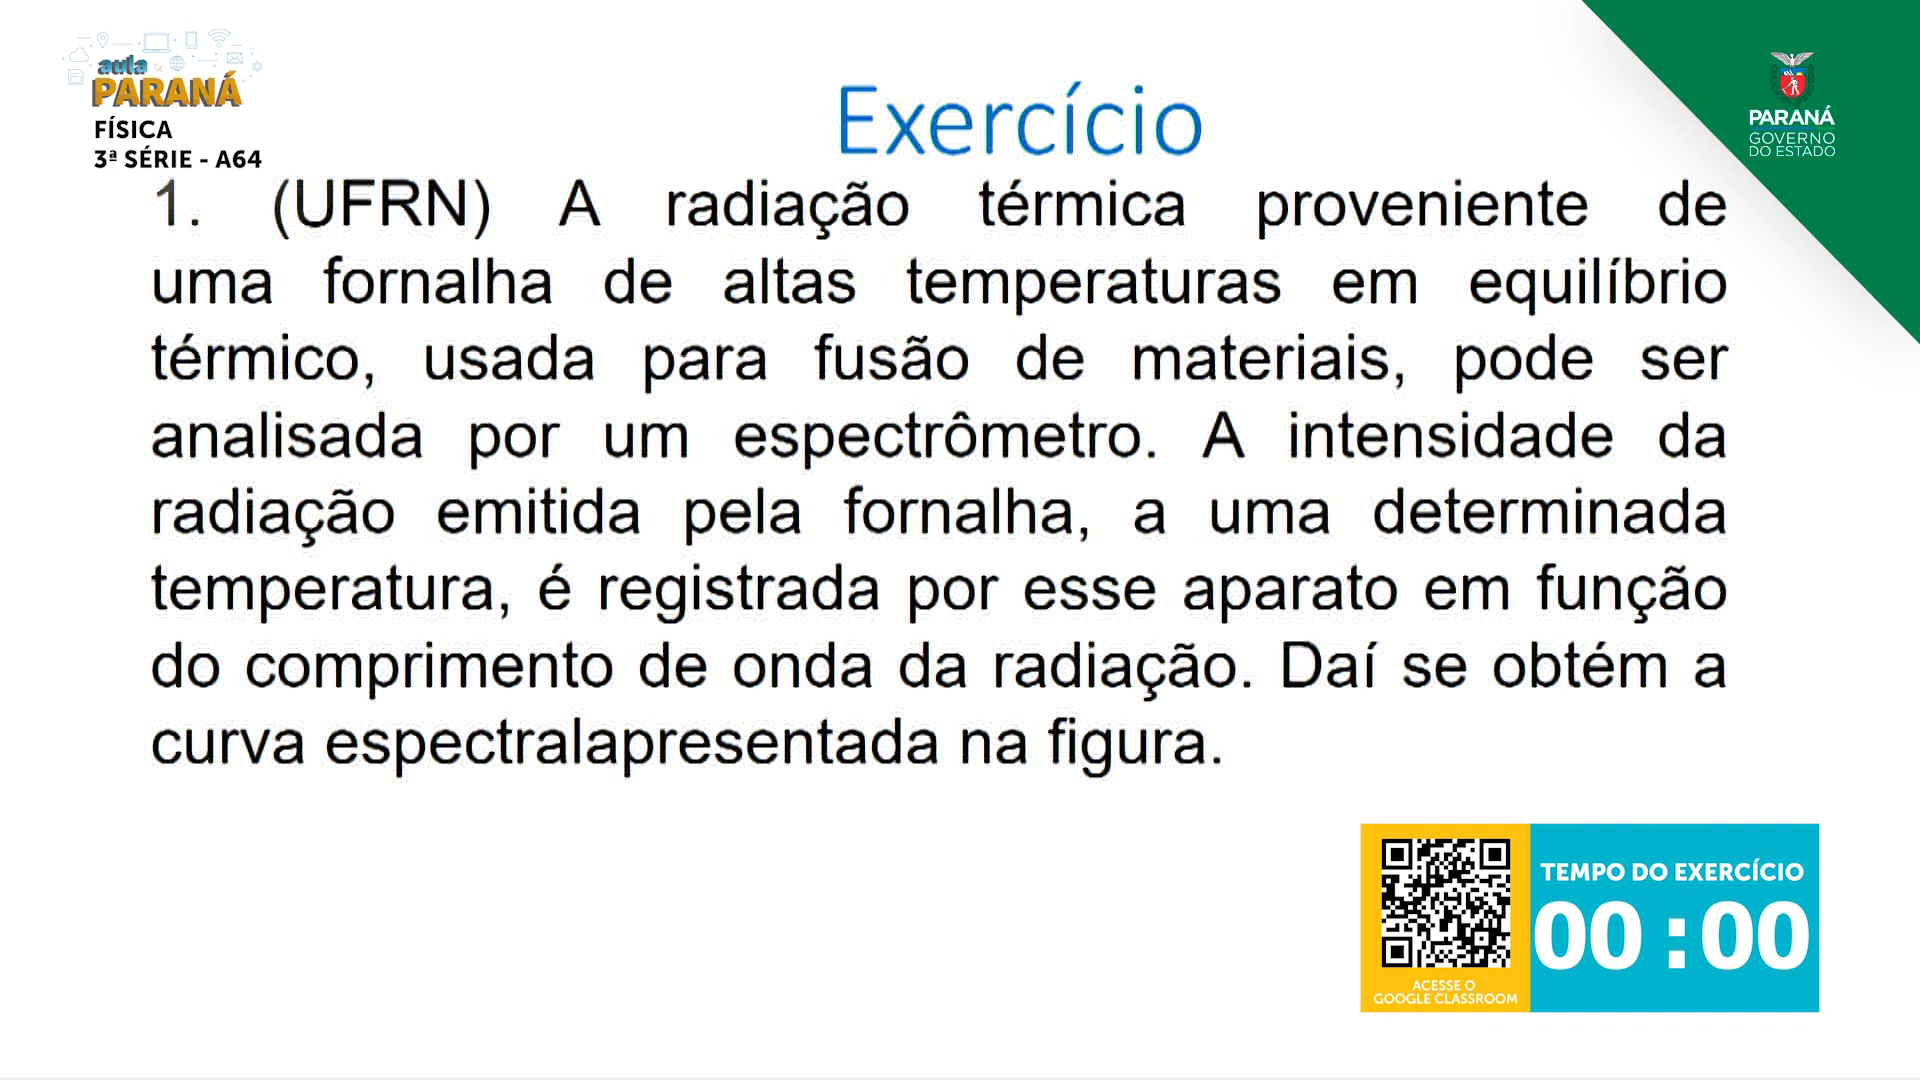 aula
PARANÁ
FÍSICA
3ª SÉRIE - A64
PARANÁ
GOVERNO
DO ESTADO
Exercício
1. (UFRN) A radiação térmica proveniente de
uma fornalha de altas temperaturas em equilíbrio
térmico, usada para fusão de materiais, pode ser
analisada por um espectrômetro. A intensidade da
radiação emitida pela fornalha, a uma determinada
temperatura, é registrada por esse aparato em função
do comprimento de onda da radiação. Daí se obtém a
curva espectralapresentada na figura.
ACESSE O
GOOGLE CLASSROOM
TEMPO DO EXERCÍCIO
00:00